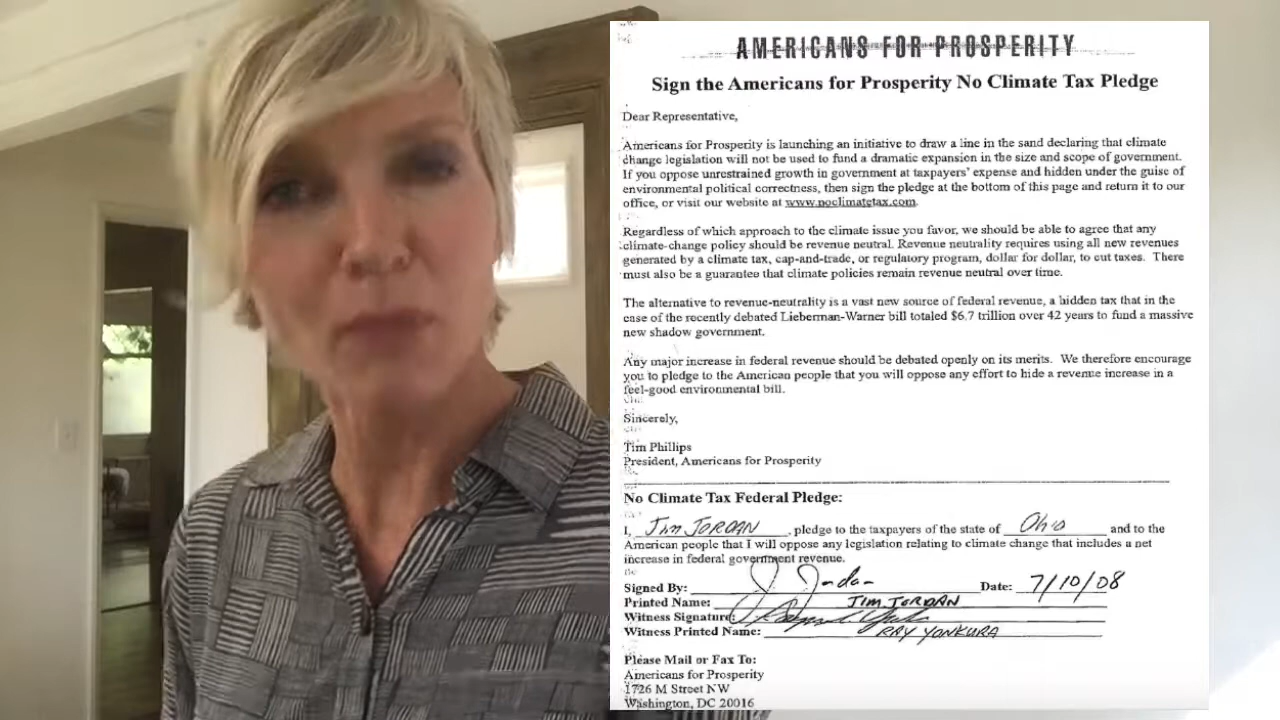 AMERICANS FOR PROSPERITY
Sign the Americans for Prosperity No Climate Tax Pledge
Dear Representative,
Americans for Prosperity is launching an initiative to draw a line in the sand declaring that climate
change legislation will not be used to fund a dramatic expansion in the size and scope of government.
If you oppose unrestrained growth in government at taxpayers' expense and hidden under the guise of
environmental political correctness, then sign the pledge at the bottom of this page and return it to our
office, or visit our website at www.noclimatetax.com.
Regardless of which approach to the climate issue you favor, we should be able to agree that any
climate-change policy should be revenue neutral. Revenue neutrality requires using all new revenues
generated by a climate tax, cap-and-trade, or regulatory program, dollar for dollar, to cut taxes. There
must also be a guarantee that climate policies remain revenue neutral over time.
The alternative to revenue-neutrality is a vast new source of federal revenue, a hidden tax that in the
case of the recently debated Lieberman-Warner bill totaled $6.7 trillion over 42 years to fund a massive
new shadow government.
Any major increase in federal revenue should be debated openly on its merits. We therefore encourage
you to pledge to the American people that you will oppose any effort to hide a revenue increase in a
feel-good environmental bill.
Sincerely,
Tim Phillips
President, Americans for Prosperity
No Climate Tax Federal Pledge:
I, Jim JORDAN, pledge to the taxpayers of the state of Ohio and to the
American people that I will oppose any legislation relating to climate change that includes a net
increase in federal government revenue.
Signed By: J. Jordan Date: 7/10/08
Printed Name: JIM JORDAN
Witness Signature:
Witness Printed Name: RAY YONKURA
Please Mail or Fax To:
Americans for Prosperity
1726 M Street NW
Washington, DC 20016